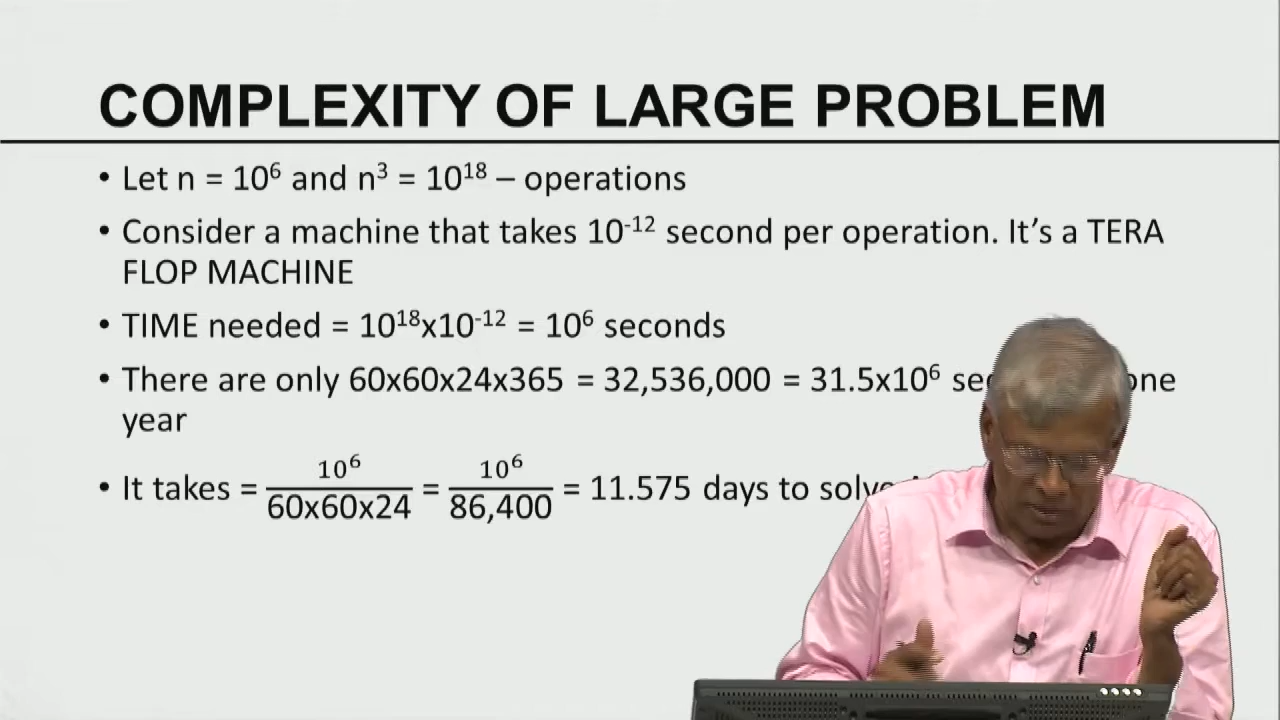 COMPLEXITY OF LARGE PROBLEM
• Let n = 10⁶ and n³ = 10¹⁸ – operations
• Consider a machine that takes 10⁻¹² second per operation. It's a TERA
FLOP MACHINE
• TIME needed = 10¹⁸x10⁻¹² = 10⁶ seconds
• There are only 60x60x24x365 = 32,536,000 = 31.5x10⁶ one
year
• It takes = 10⁶/60x60x24 = 10⁶/86,400 = 11.575 days to solve